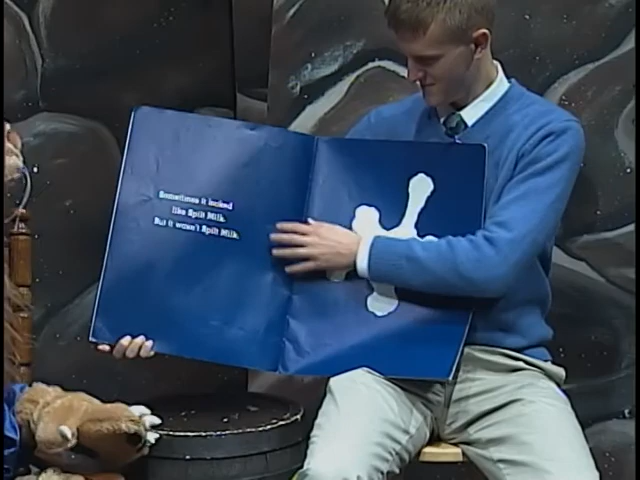 Sometimes it looked
like Spilt Milk.
But it wasn't Spilt Milk.